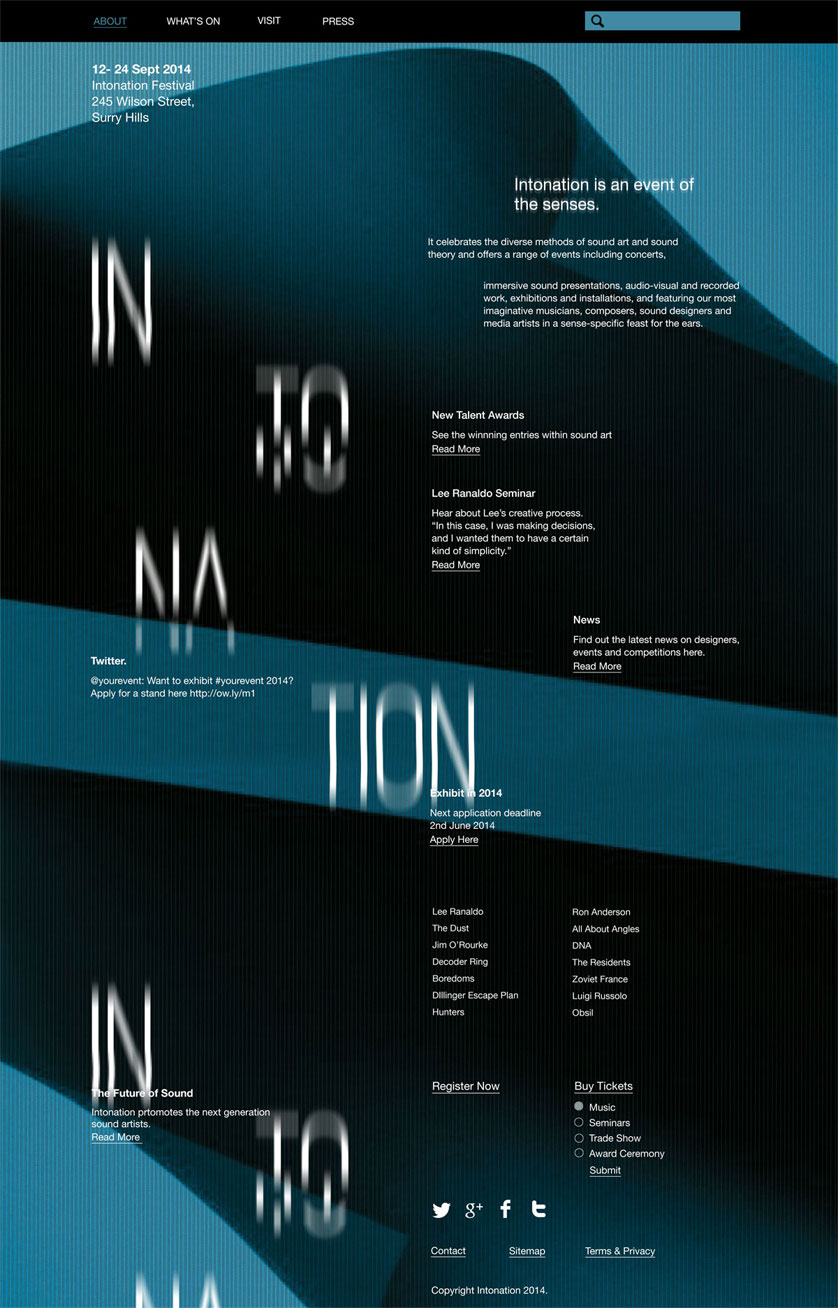 ABOUT
WHAT'S ON
VISIT
PRESS
12- 24 Sept 2014
Intonation Festival
245 Wilson Street,
Surry Hills
Intonation is an event of
the senses.
It celebrates the diverse methods of sound art and sound
theory and offers a range of events including concerts,
immersive sound presentations, audio-visual and recorded
work, exhibitions and installations, and featuring our most
imaginative musicians, composers, sound designers and
media artists in a sense-specific feast for the ears.
IN
TO
NA
TION
New Talent Awards
See the winnning entries within sound art
Read More
Lee Ranaldo Seminar
Hear about Lee's creative process.
“In this case, I was making decisions,
and I wanted them to have a certain
kind of simplicity.”
Read More
News
Find out the latest news on designers,
events and competitions here.
Read More
Twitter.
@yourevent: Want to exhibit #yourevent 2014?
Apply for a stand here http://ow.ly/m1
Exhibit in 2014
Next application deadline
2nd June 2014
Apply Here
Lee Ranaldo
The Dust
Jim O'Rourke
Decoder Ring
Boredoms
DIllinger Escape Plan
Hunters
Ron Anderson
All About Angles
DNA
The Residents
Zoviet France
Luigi Russolo
Obsil
IN
TO
NA
The Future of Sound
Intonation prtomotes the next generation
sound artists.
Read More
Register Now
Buy Tickets
Music
Seminars
Trade Show
Award Ceremony
Submit
g+
f
t
Contact
Sitemap
Terms & Privacy
Copyright Intonation 2014.